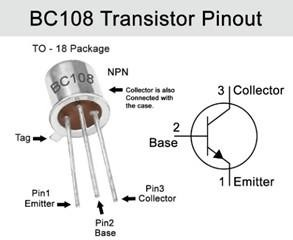 BC108 Transistor Pinout
TO - 18 Package
BC108
NPN
Collector is also
Connected with
the case.
Tag
Pin1
Emitter
Pin2
Base
Pin3
Collector
3 Collector
2
Base
1 Emitter